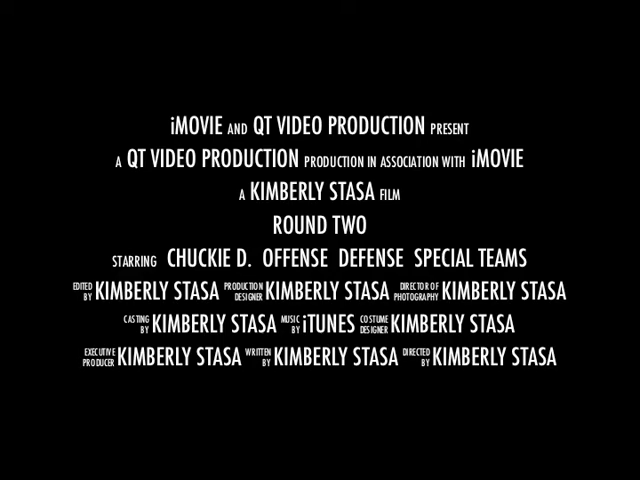 iMOVIE AND QT VIDEO PRODUCTION PRESENT
A QT VIDEO PRODUCTION PRODUCTION IN ASSOCIATION WITH iMOVIE
A KIMBERLY STASA FILM
ROUND TWO
STARRING CHUCKIE D. OFFENSE DEFENSE SPECIAL TEAMS
EDITED BY KIMBERLY STASA PRODUCTION DESIGNER KIMBERLY STASA DIRECTOR OF PHOTOGRAPHY KIMBERLY STASA
CASTING BY KIMBERLY STASA MUSIC BY iTUNES COSTUME DESIGNER KIMBERLY STASA
EXECUTIVE PRODUCER KIMBERLY STASA WRITTEN BY KIMBERLY STASA DIRECTED BY KIMBERLY STASA